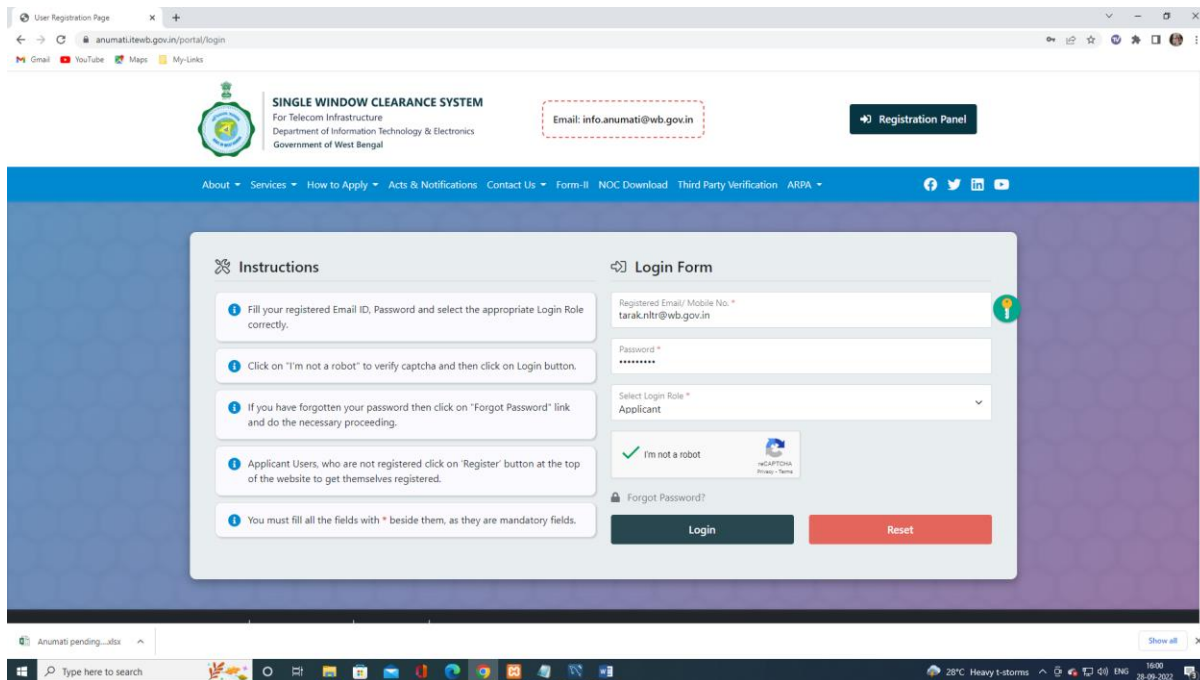 User Registration Page
anumati.itewb.gov.in/portal/login
Gmail YouTube Maps My-Links
SINGLE WINDOW CLEARANCE SYSTEM
For Telecom Infrastructure
Department of Information Technology & Electronics
Government of West Bengal
Email: info.anumati@wb.gov.in
Registration Panel
About Services How to Apply Acts & Notifications Contact Us Form-II NOC Download Third Party Verification ARPA
Instructions
Fill your registered Email ID, Password and select the appropriate Login Role
correctly.
Click on "I'm not a robot" to verify captcha and then click on Login button.
If you have forgotten your password then click on "Forgot Password" link
and do the necessary proceeding.
Applicant Users, who are not registered click on 'Register' button at the top
of the website to get themselves registered.
You must fill all the fields with * beside them, as they are mandatory fields.
Login Form
Registered Email/ Mobile No. *
tarak.nltr@wb.gov.in
Password *
•••••••••
Select Login Role *
Applicant
I'm not a robot
reCAPTCHA
Privacy - Terms
Forgot Password?
Login Reset
Anumati pending....xlsx
Show all
Type here to search
28°C Heavy t-storms
ENG
16:00
28-09-2022